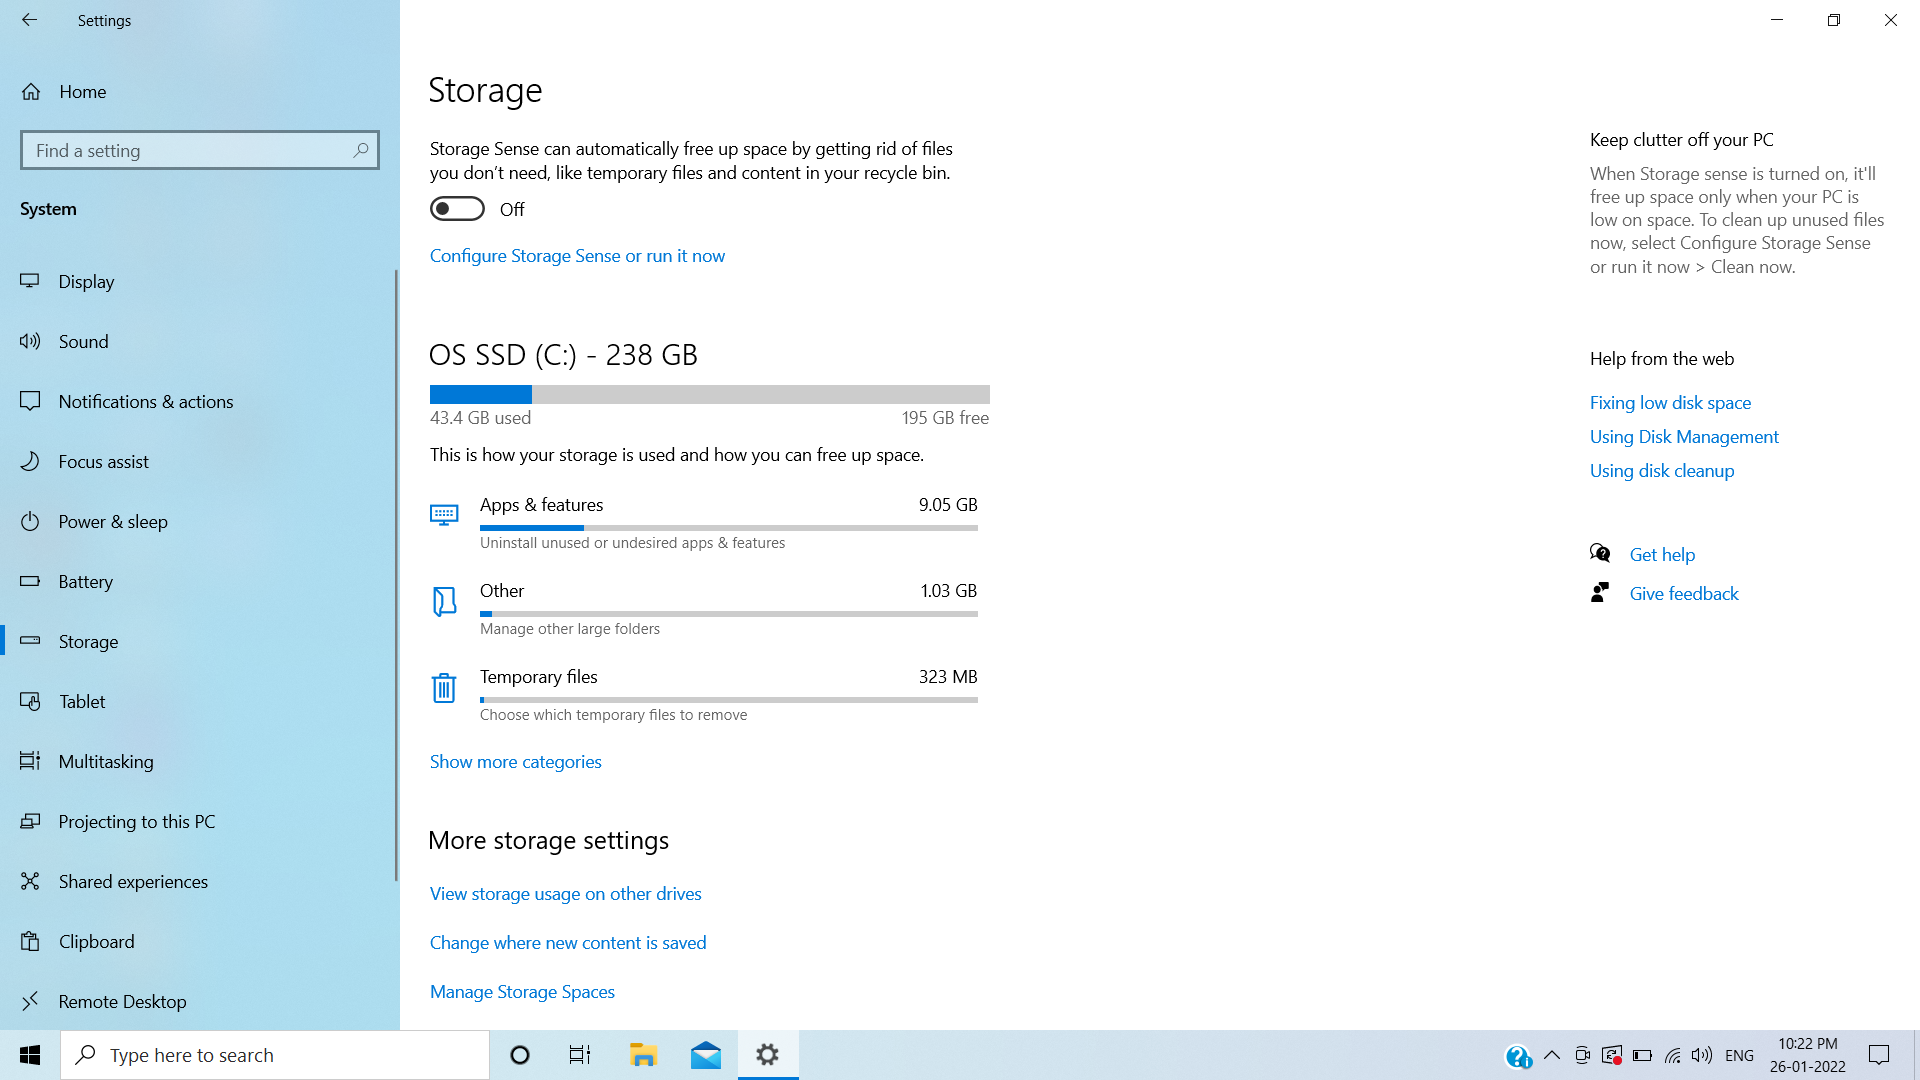 Settings
Home
Find a setting
System
Display
Sound
Notifications & actions
Focus assist
Power & sleep
Battery
Storage
Tablet
Multitasking
Projecting to this PC
Shared experiences
Clipboard
Remote Desktop
Storage
Storage Sense can automatically free up space by getting rid of files
you don’t need, like temporary files and content in your recycle bin.
Off
Configure Storage Sense or run it now
OS SSD (C:) - 238 GB
43.4 GB used 195 GB free
This is how your storage is used and how you can free up space.
Apps & features 9.05 GB
Uninstall unused or undesired apps & features
Other 1.03 GB
Manage other large folders
Temporary files 323 MB
Choose which temporary files to remove
Show more categories
More storage settings
View storage usage on other drives
Change where new content is saved
Manage Storage Spaces
Keep clutter off your PC
When Storage sense is turned on, it'll
free up space only when your PC is
low on space. To clean up unused files
now, select Configure Storage Sense
or run it now > Clean now.
Help from the web
Fixing low disk space
Using Disk Management
Using disk cleanup
Get help
Give feedback
Type here to search
ENG
10:22 PM
26-01-2022